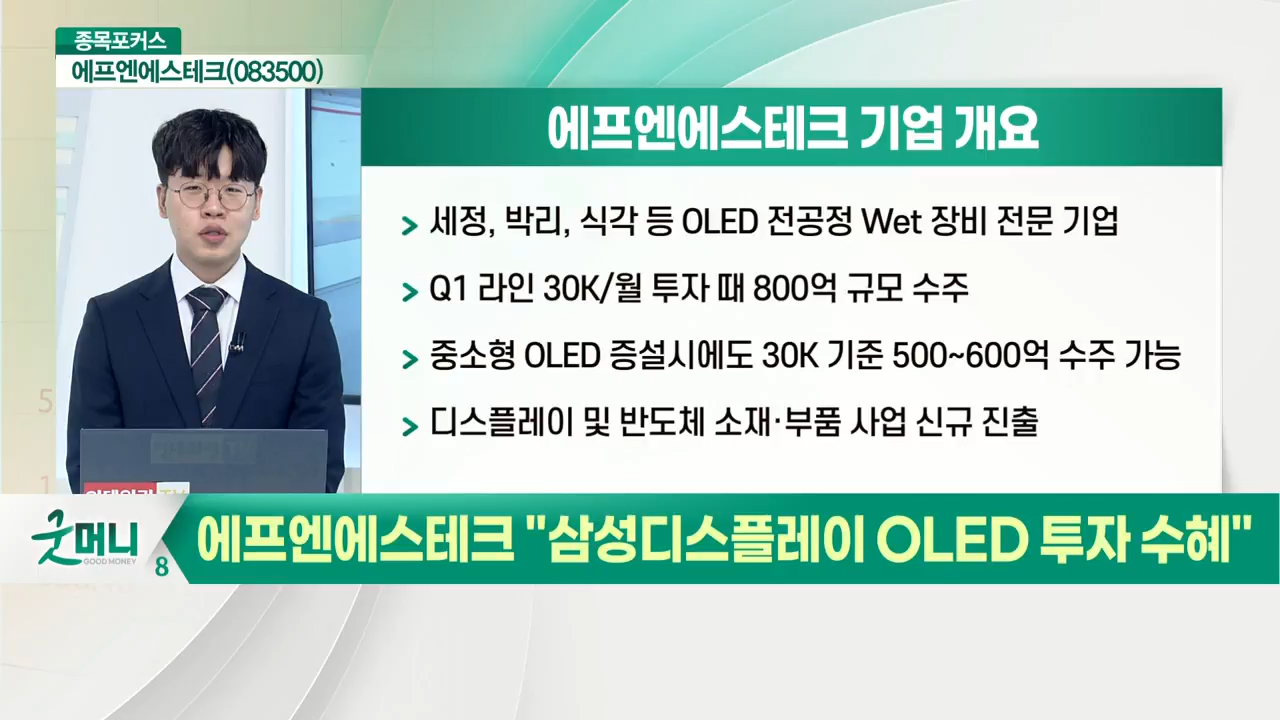 종목포커스
에프엔에스테크(083500)
에프엔에스테크 기업 개요
세정, 박리, 식각 등 OLED 전공정 Wet 장비 전문 기업
Q1 라인 30K/월 투자 때 800억 규모 수주
중소형 OLED 증설시에도 30K 기준 500~600억 수주 가능
디스플레이 및 반도체 소재·부품 사업 신규 진출
굿머니
GOOD MONEY
8
에프엔에스테크 "삼성디스플레이 OLED 투자 수혜"